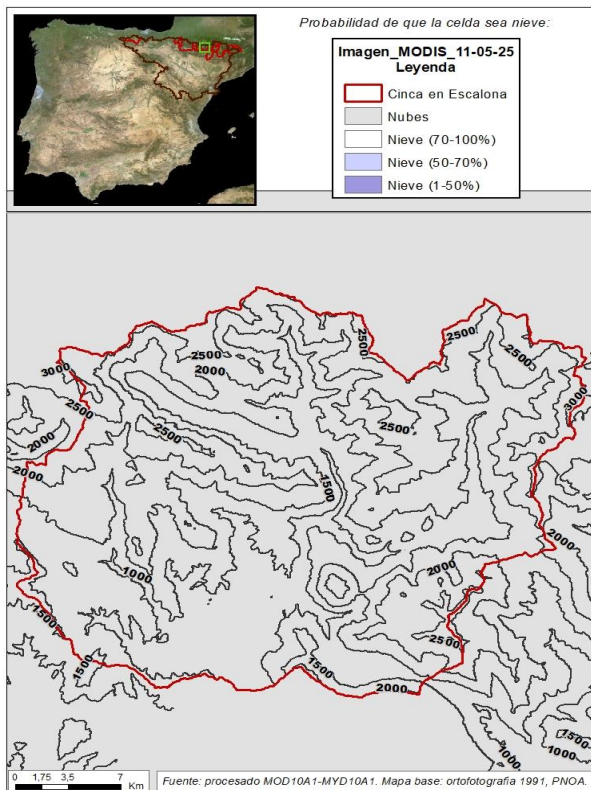 Probabilidad de que la celda sea nieve:
Imagen_MODIS_11-05-25
Leyenda
Cinca en Escalona
Nubes
Nieve (70-100%)
Nieve (50-70%)
Nieve (1-50%)
2500
2500
2500
2500
2000
3000
2500
3000
2000
2500
2500
2000
1500
2000
1000
2000
1500
2500
1500
1500
2000
1500
1000
1000
0 1,75 3,5 7
Km
Fuente: procesado MOD10A1-MYD10A1. Mapa base: ortofotografia 1991, PNOA.